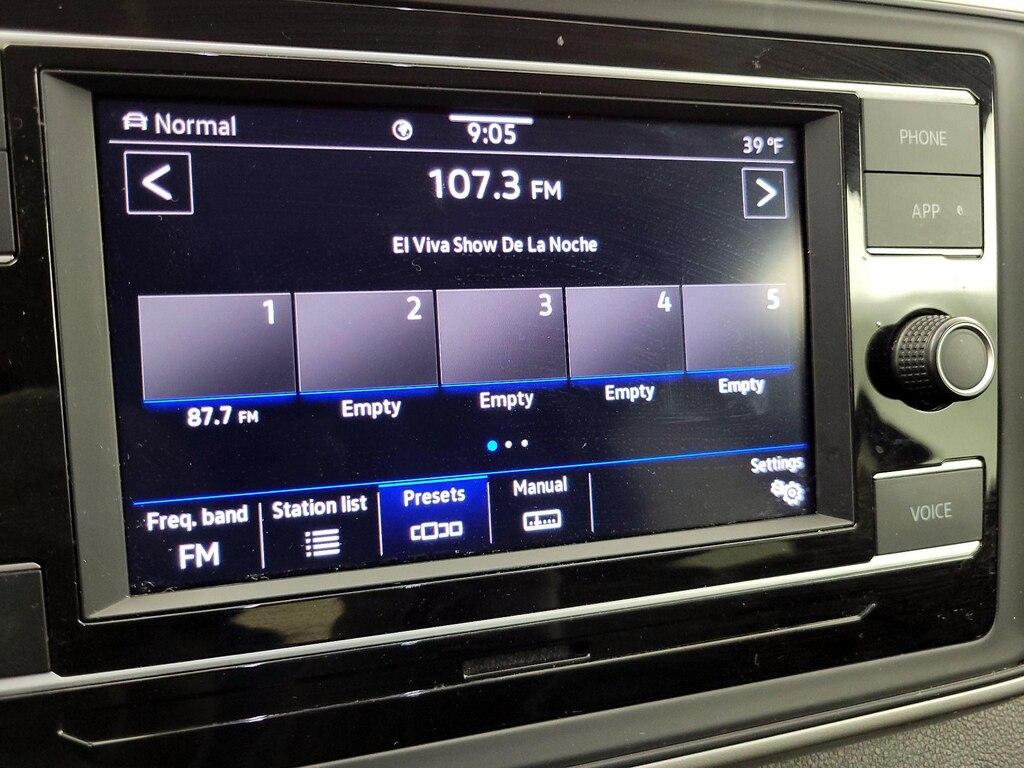 Normal
9:05
39 °F
<
107.3 FM
>
El Viva Show De La Noche
1
2
3
4
5
87.7 FM
Empty
Empty
Empty
Empty
Freq. band
FM
Station list
Presets
Manual
Settings
PHONE
APP
VOICE